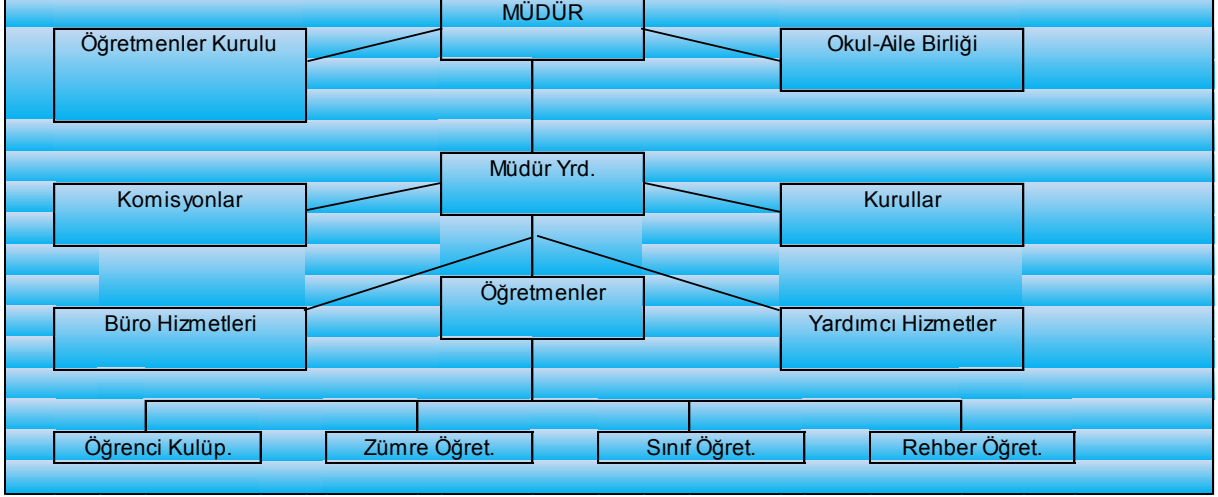 MÜDÜR
Öğretmenler Kurulu
Okul-Aile Birliği
Müdür Yrd.
Komisyonlar
Kurullar
Öğretmenler
Büro Hizmetleri
Yardımcı Hizmetler
Öğrenci Kulüp.
Zümre Öğret.
Sınıf Öğret.
Rehber Öğret.